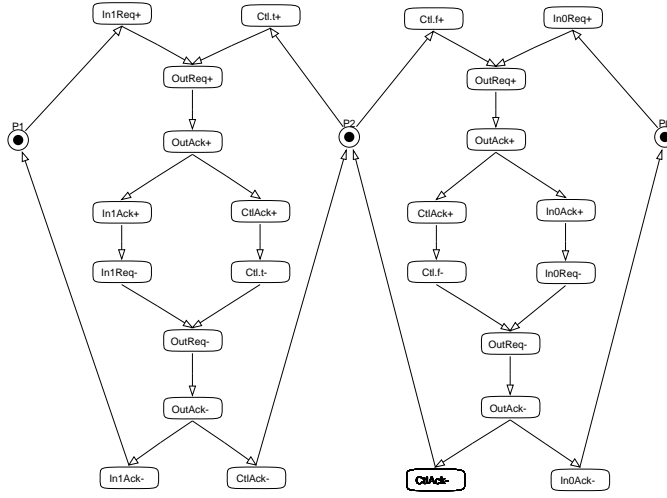 In1Req+ Ctl.t+ Ctl.f+ In0Req+
OutReq+ OutReq+
P1 P2
OutAck+ OutAck+
In1Ack+ CtlAck+ CtlAck+ In0Ack+
In1Req- Ctl.t- Ctl.f- In0Req-
OutReq- OutReq-
OutAck- OutAck-
In1Ack- CtlAck- CtlAck- In0Ack-